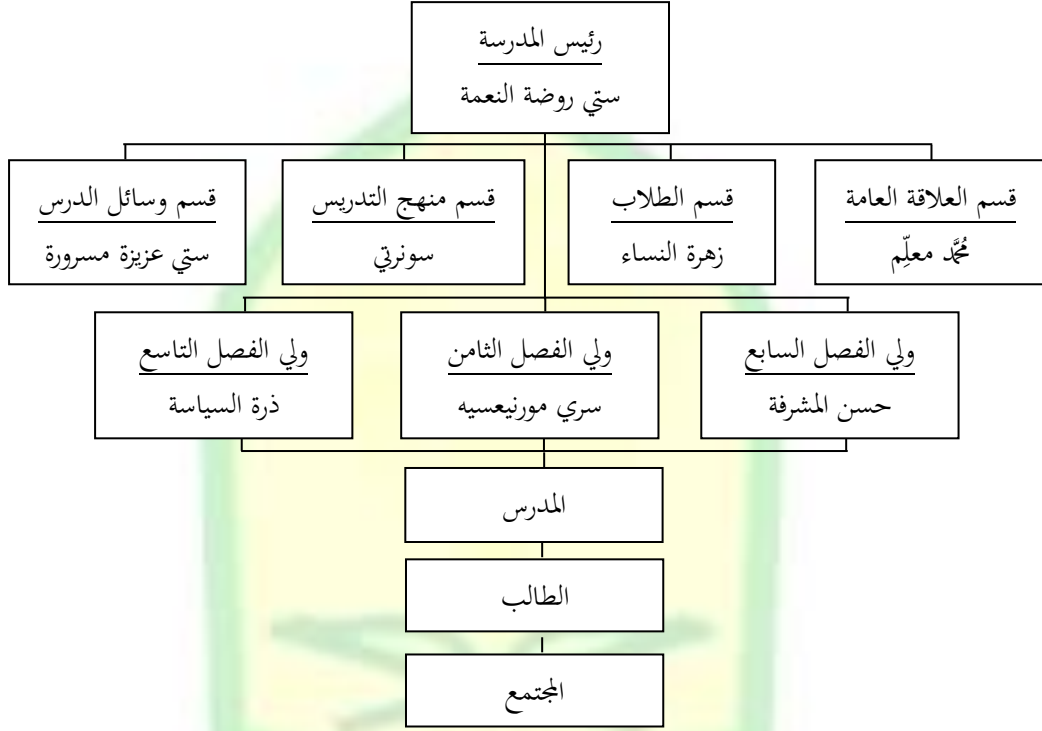 رئيس المدرسة
ستي روضة النعمة
قسم العلاقة العامة
مُحَّد معلِّم
قسم الطلاب
زهرة النساء
قسم منهج التدريس
سونرتي
قسم وسائل الدرس
ستي عزيزة مسرورة
ولي الفصل السابع
حسن المشرفة
ولي الفصل الثامن
سري مورنيعسيه
ولي الفصل التاسع
ذرة السياسة
المدرس
الطالب
المجتمع